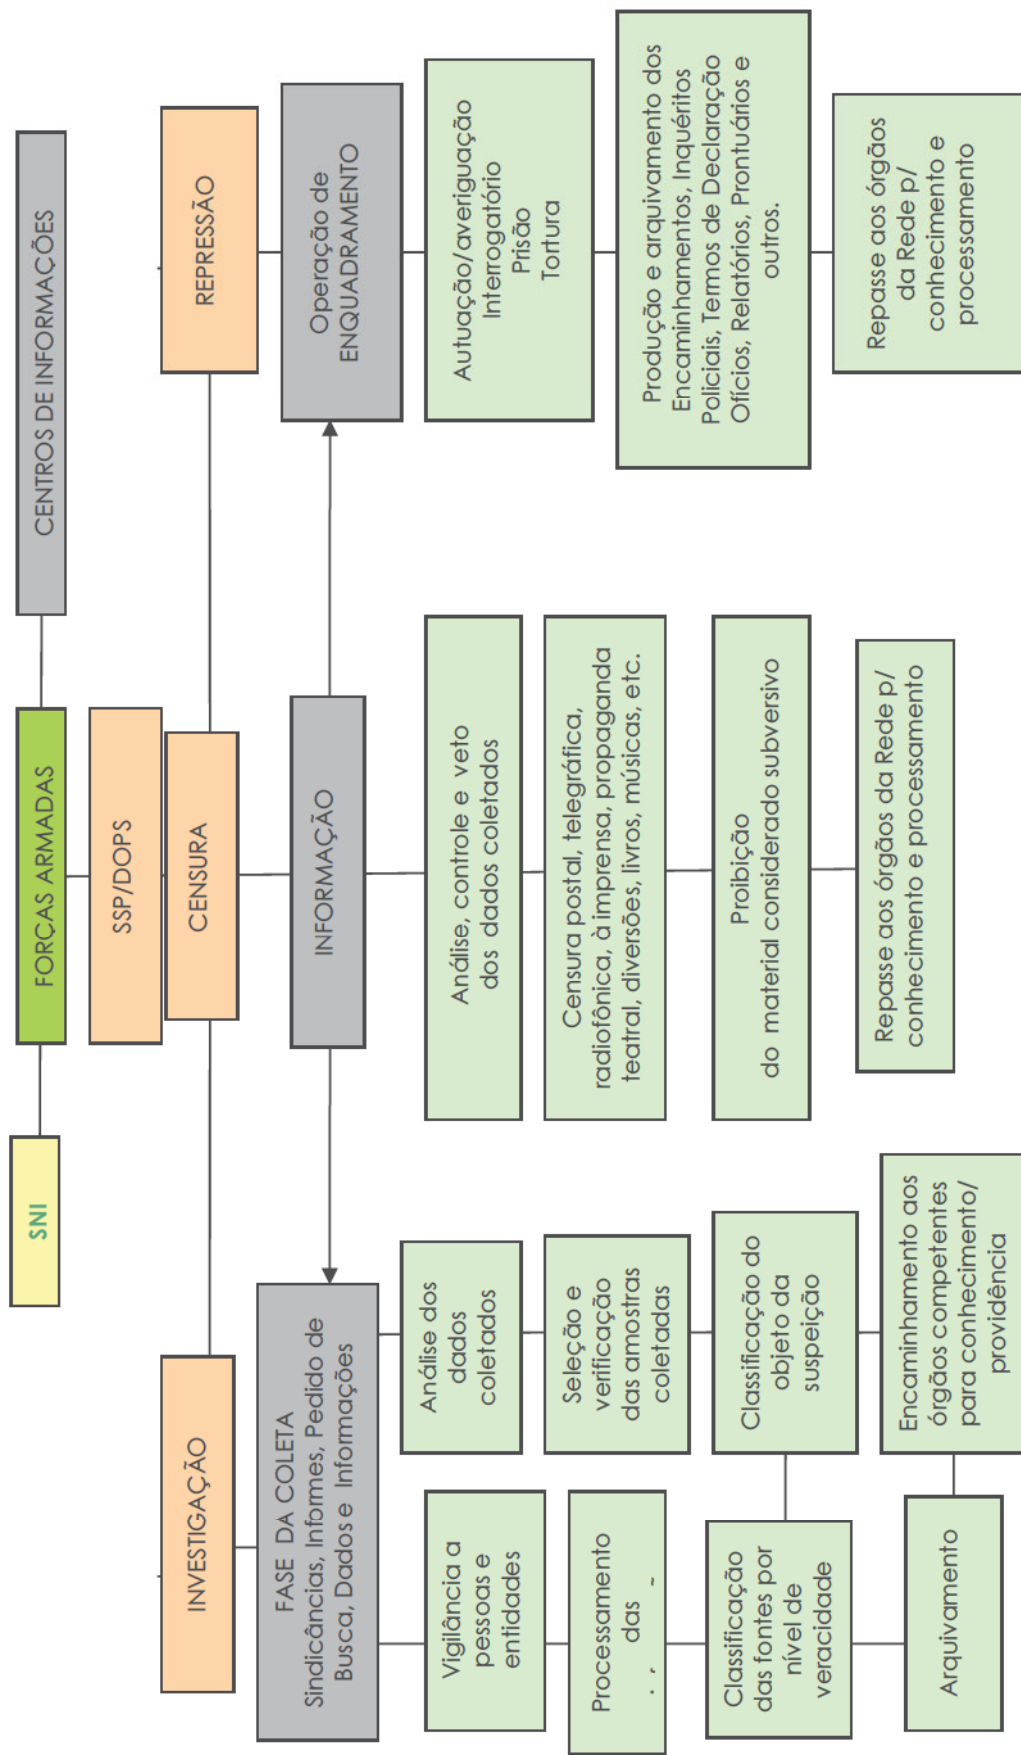 SNI
FORÇAS ARMADAS
CENTROS DE INFORMAÇÕES
SSP/DOPS
INVESTIGAÇÃO
CENSURA
REPRESSÃO
FASE DA COLETA
Sindicâncias, Informes, Pedido de
Busca, Dados e Informações
INFORMAÇÃO
Operação de
ENQUADRAMENTO
Vigilância a
pessoas e
entidades
Processamento
das
Classificação
das fontes por
nível de
veracidade
Arquivamento
Análise dos
dados
coletados
Seleção e
verificação
das amostras
coletadas
Classificação do
objeto da
suspeição
Encaminhamento aos
órgãos competentes
para conhecimento/
providência
Análise, controle e veto
dos dados coletados
Censura postal, telegráfica,
radiofônica, à imprensa, propaganda
teatral, diversões, livros, músicas, etc.
Proibição
do material considerado subversivo
Repasse aos órgãos da Rede p/
conhecimento e processamento
Autuação/averiguação
Interrogatório
Prisão
Tortura
Produção e arquivamento dos
Encaminhamentos, Inquéritos
Policiais, Termos de Declaração
Ofícios, Relatórios, Prontuários e
outros.
Repasse aos órgãos
da Rede p/
conhecimento e
processamento